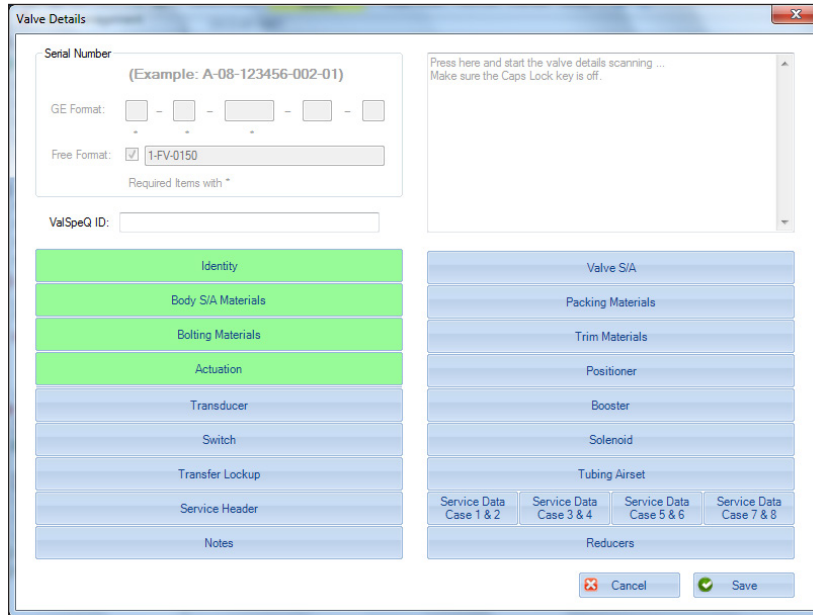 Valve Details
Serial Number
(Example: A-08-123456-002-01)
GE Format: - - - -
* * *
Free Format: 1-FV-0150
Required Items with *
ValSpeQ ID:
Press here and start the valve details scanning ...
Make sure the Caps Lock key is off.
Identity
Body S/A Materials
Bolting Materials
Actuation
Transducer
Switch
Transfer Lockup
Service Header
Notes
Valve S/A
Packing Materials
Trim Materials
Positioner
Booster
Solenoid
Tubing Airset
Service Data
Case 1 & 2
Service Data
Case 3 & 4
Service Data
Case 5 & 6
Service Data
Case 7 & 8
Reducers
Cancel
Save